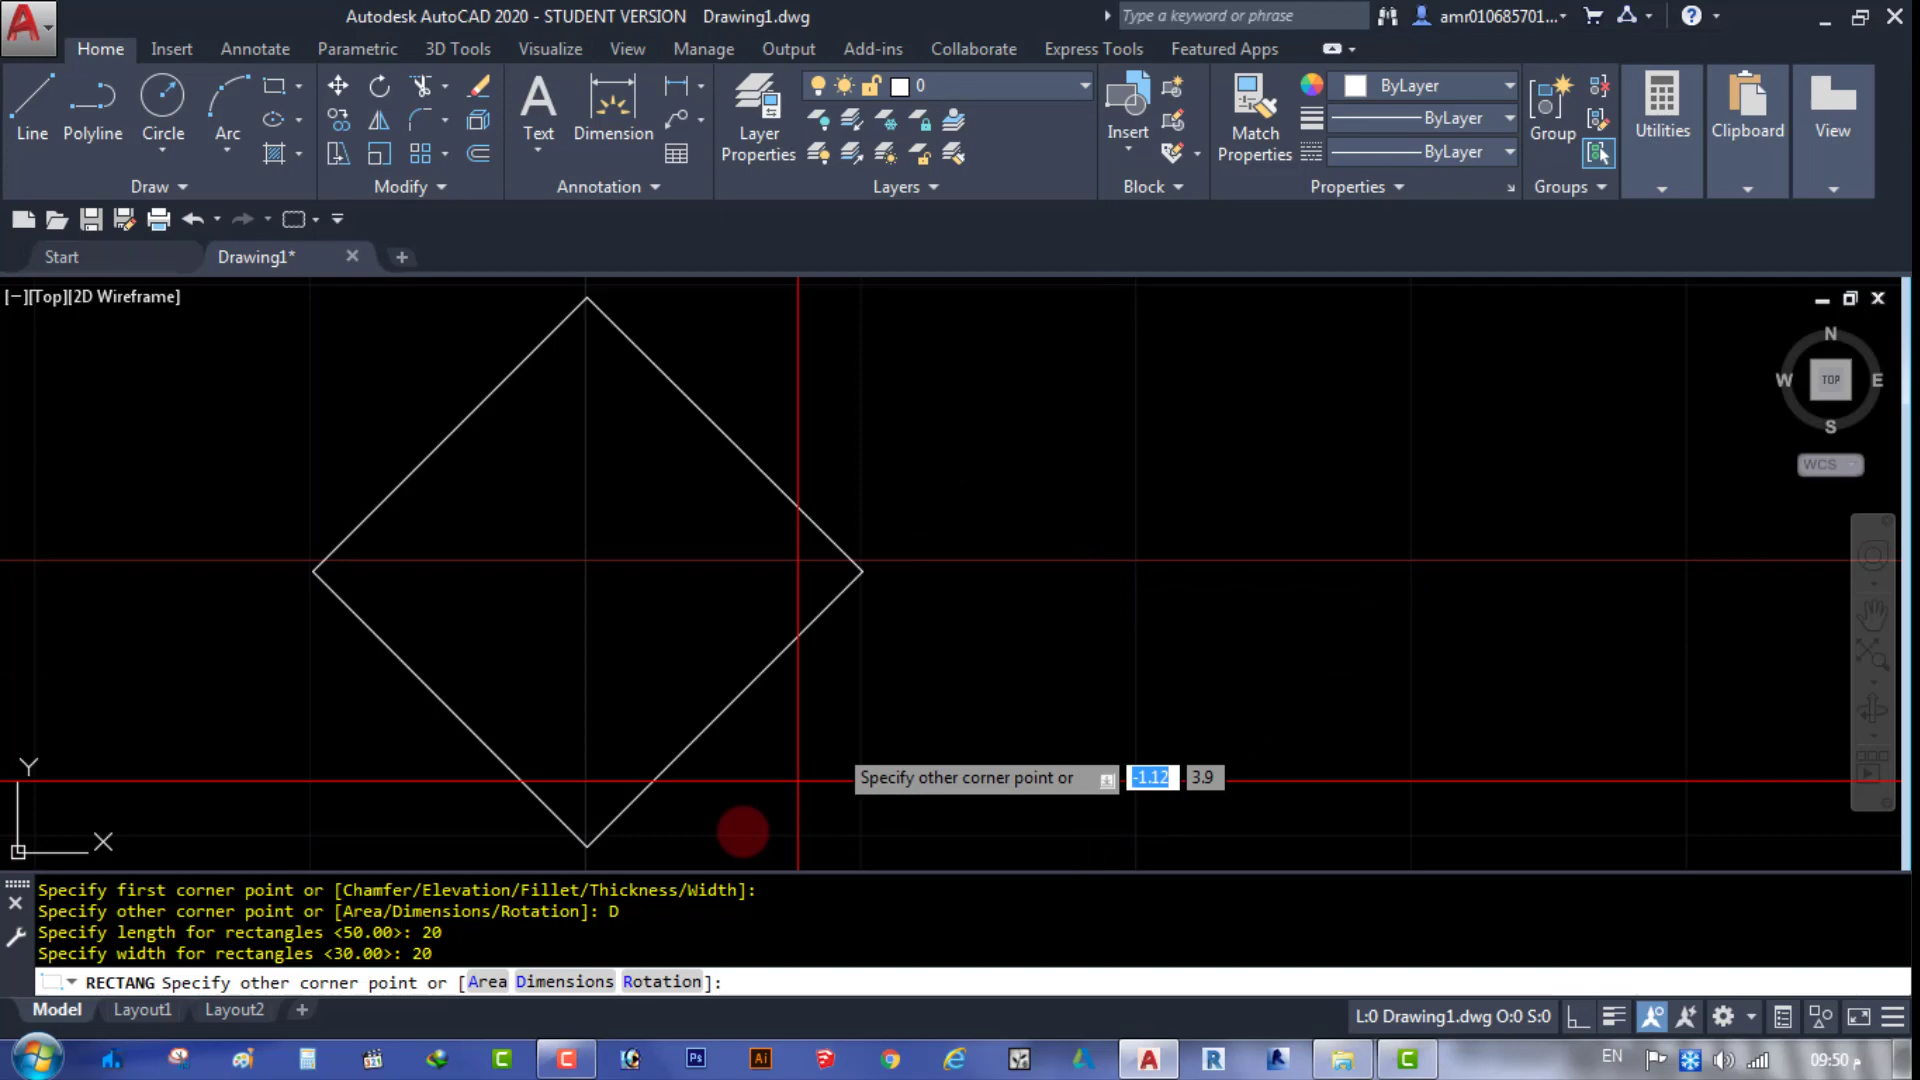 Autodesk AutoCAD 2020 - STUDENT VERSION Drawing1.dwg
Type a keyword or phrase
amr010685701...
Home Insert Annotate Parametric 3D Tools Visualize View Manage Output Add-ins Collaborate Express Tools Featured Apps
Line Polyline Circle Arc
Text Dimension
Layer Properties
0
Insert
Match Properties
ByLayer
ByLayer
ByLayer
Group
Utilities
Clipboard
View
Draw Modify Annotation Layers Block Properties Groups
Start Drawing1*
[−][Top][2D Wireframe]
N
W TOP E
S
WCS
Specify other corner point or -1.12 3.9
Y
X
Specify first corner point or [Chamfer/Elevation/Fillet/Thickness/Width]:
Specify other corner point or [Area/Dimensions/Rotation]: D
Specify length for rectangles <50.00>: 20
Specify width for rectangles <30.00>: 20
RECTANG Specify other corner point or [Area Dimensions Rotation]:
Model Layout1 Layout2
L:0 Drawing1.dwg O:0 S:0
Ps Ai
EN
09:50 م